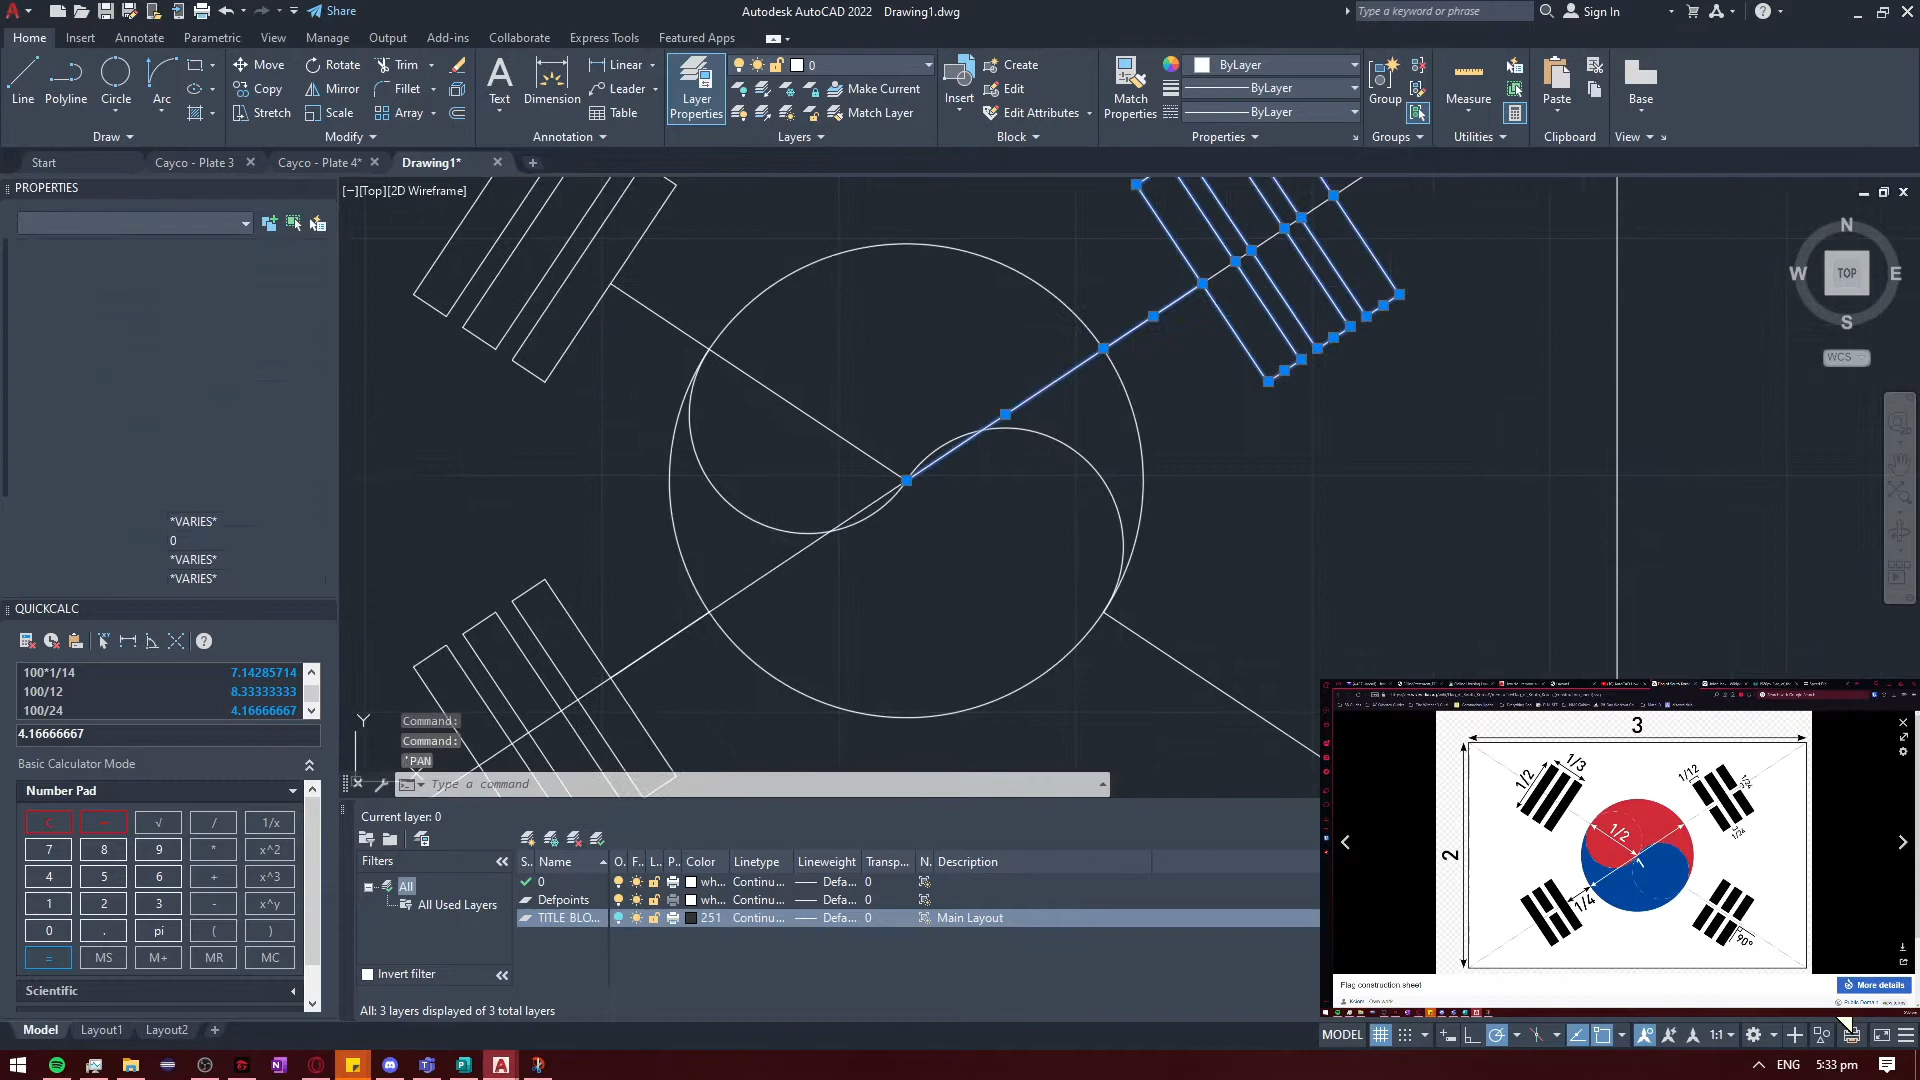 Share
Autodesk AutoCAD 2022 Drawing1.dwg
Type a keyword or phrase
Sign In
Home Insert Annotate Parametric View Manage Output Add-ins Collaborate Express Tools Featured Apps
Line
Polyline
Circle
Arc
Draw
Move
Rotate
Trim
Copy
Mirror
Fillet
Stretch
Scale
Array
Modify
Text
Dimension
Linear
Leader
Table
Annotation
Layer Properties
0
Make Current
Match Layer
Layers
Insert
Create
Edit
Edit Attributes
Block
Match Properties
ByLayer
ByLayer
ByLayer
Properties
Group
Groups
Measure
Utilities
Paste
Clipboard
Base
View
Start
Cayco - Plate 3
Cayco - Plate 4*
Drawing1*
PROPERTIES
[−][Top][2D Wireframe]
N
W TOP E
S
WCS
*VARIES*
0
*VARIES*
*VARIES*
QUICKCALC
100*1/14 7.14285714
100/12 8.33333333
100/24 4.16666667
4.16666667
Basic Calculator Mode
Number Pad
C √ / 1/x
7 8 9 * x^2
4 5 6 + x^3
1 2 3 - x^y
0 . pi ( )
= MS M+ MR MC
Scientific
Y
X
Command:
Command:
'PAN
Type a command
Current layer: 0
Filters
All
All Used Layers
Invert filter
S.. Name O. F.. L.. P.. Color Linetype Lineweight Transp... N. Description
0 wh... Continu... Defa... 0
Defpoints wh... Continu... Defa... 0
TITLE BLO... 251 Continu... Defa... 0 Main Layout
All: 3 layers displayed of 3 total layers
3
2
1/2
1/3
1/12
1/24
1/24
1/2
1
1/4
90°
Flag construction sheet
More details
Public Domain
Model Layout1 Layout2
MODEL
1:1
ENG 5:33 pm